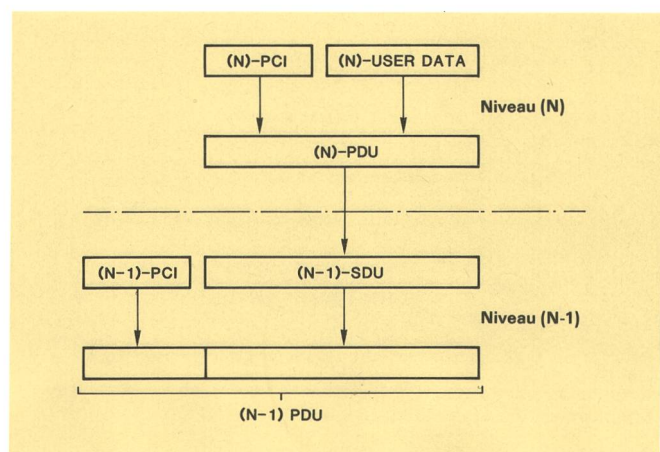 (N)-PCI
(N)-USER DATA
Niveau (N)
(N)-PDU
(N-1)-PCI
(N-1)-SDU
Niveau (N-1)
(N-1) PDU